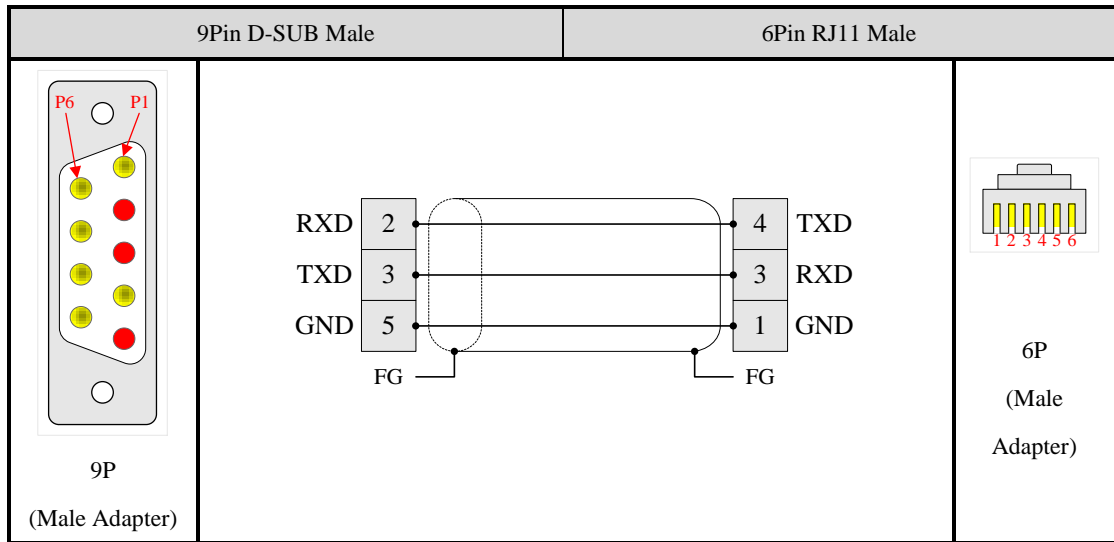 9Pin D-SUB Male
6Pin RJ11 Male
P6 P1
RXD 2 4 TXD
TXD 3 3 RXD
GND 5 1 GND
FG FG
9P
(Male Adapter)
1 2 3 4 5 6
6P
(Male
Adapter)